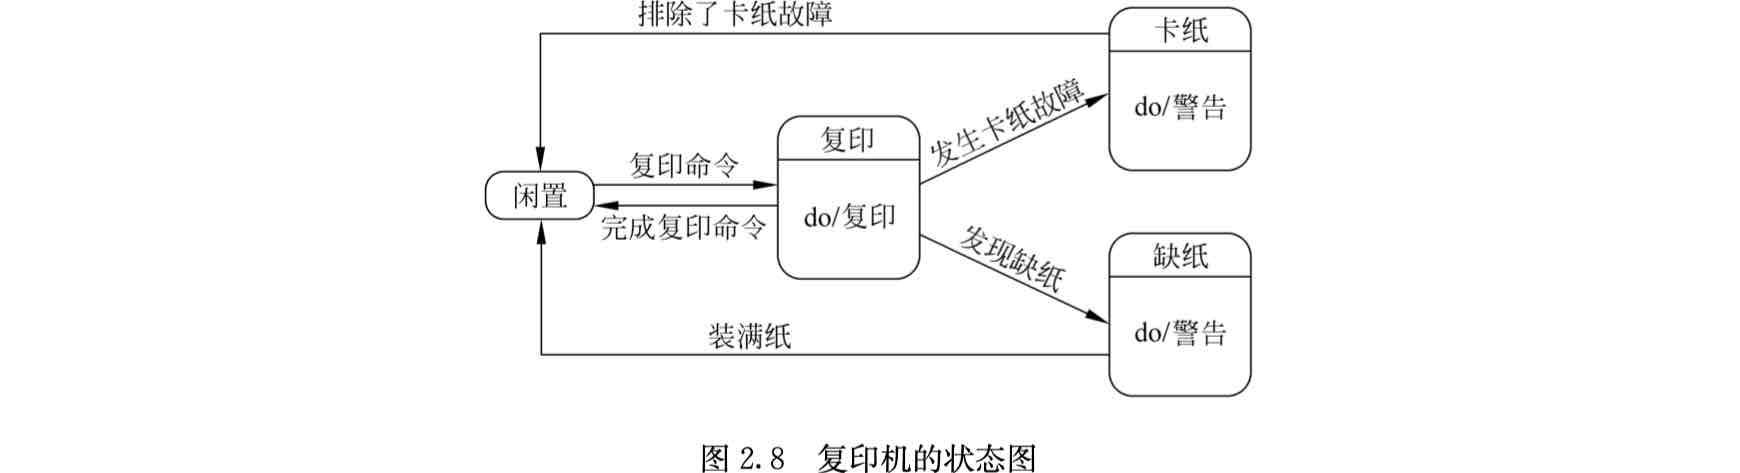 排除了卡纸故障
卡纸
do/警告
发生卡纸故障
复印
do/复印
复印命令
闲置
完成复印命令
发现缺纸
缺纸
do/警告
装满纸
图 2.8 复印机的状态图